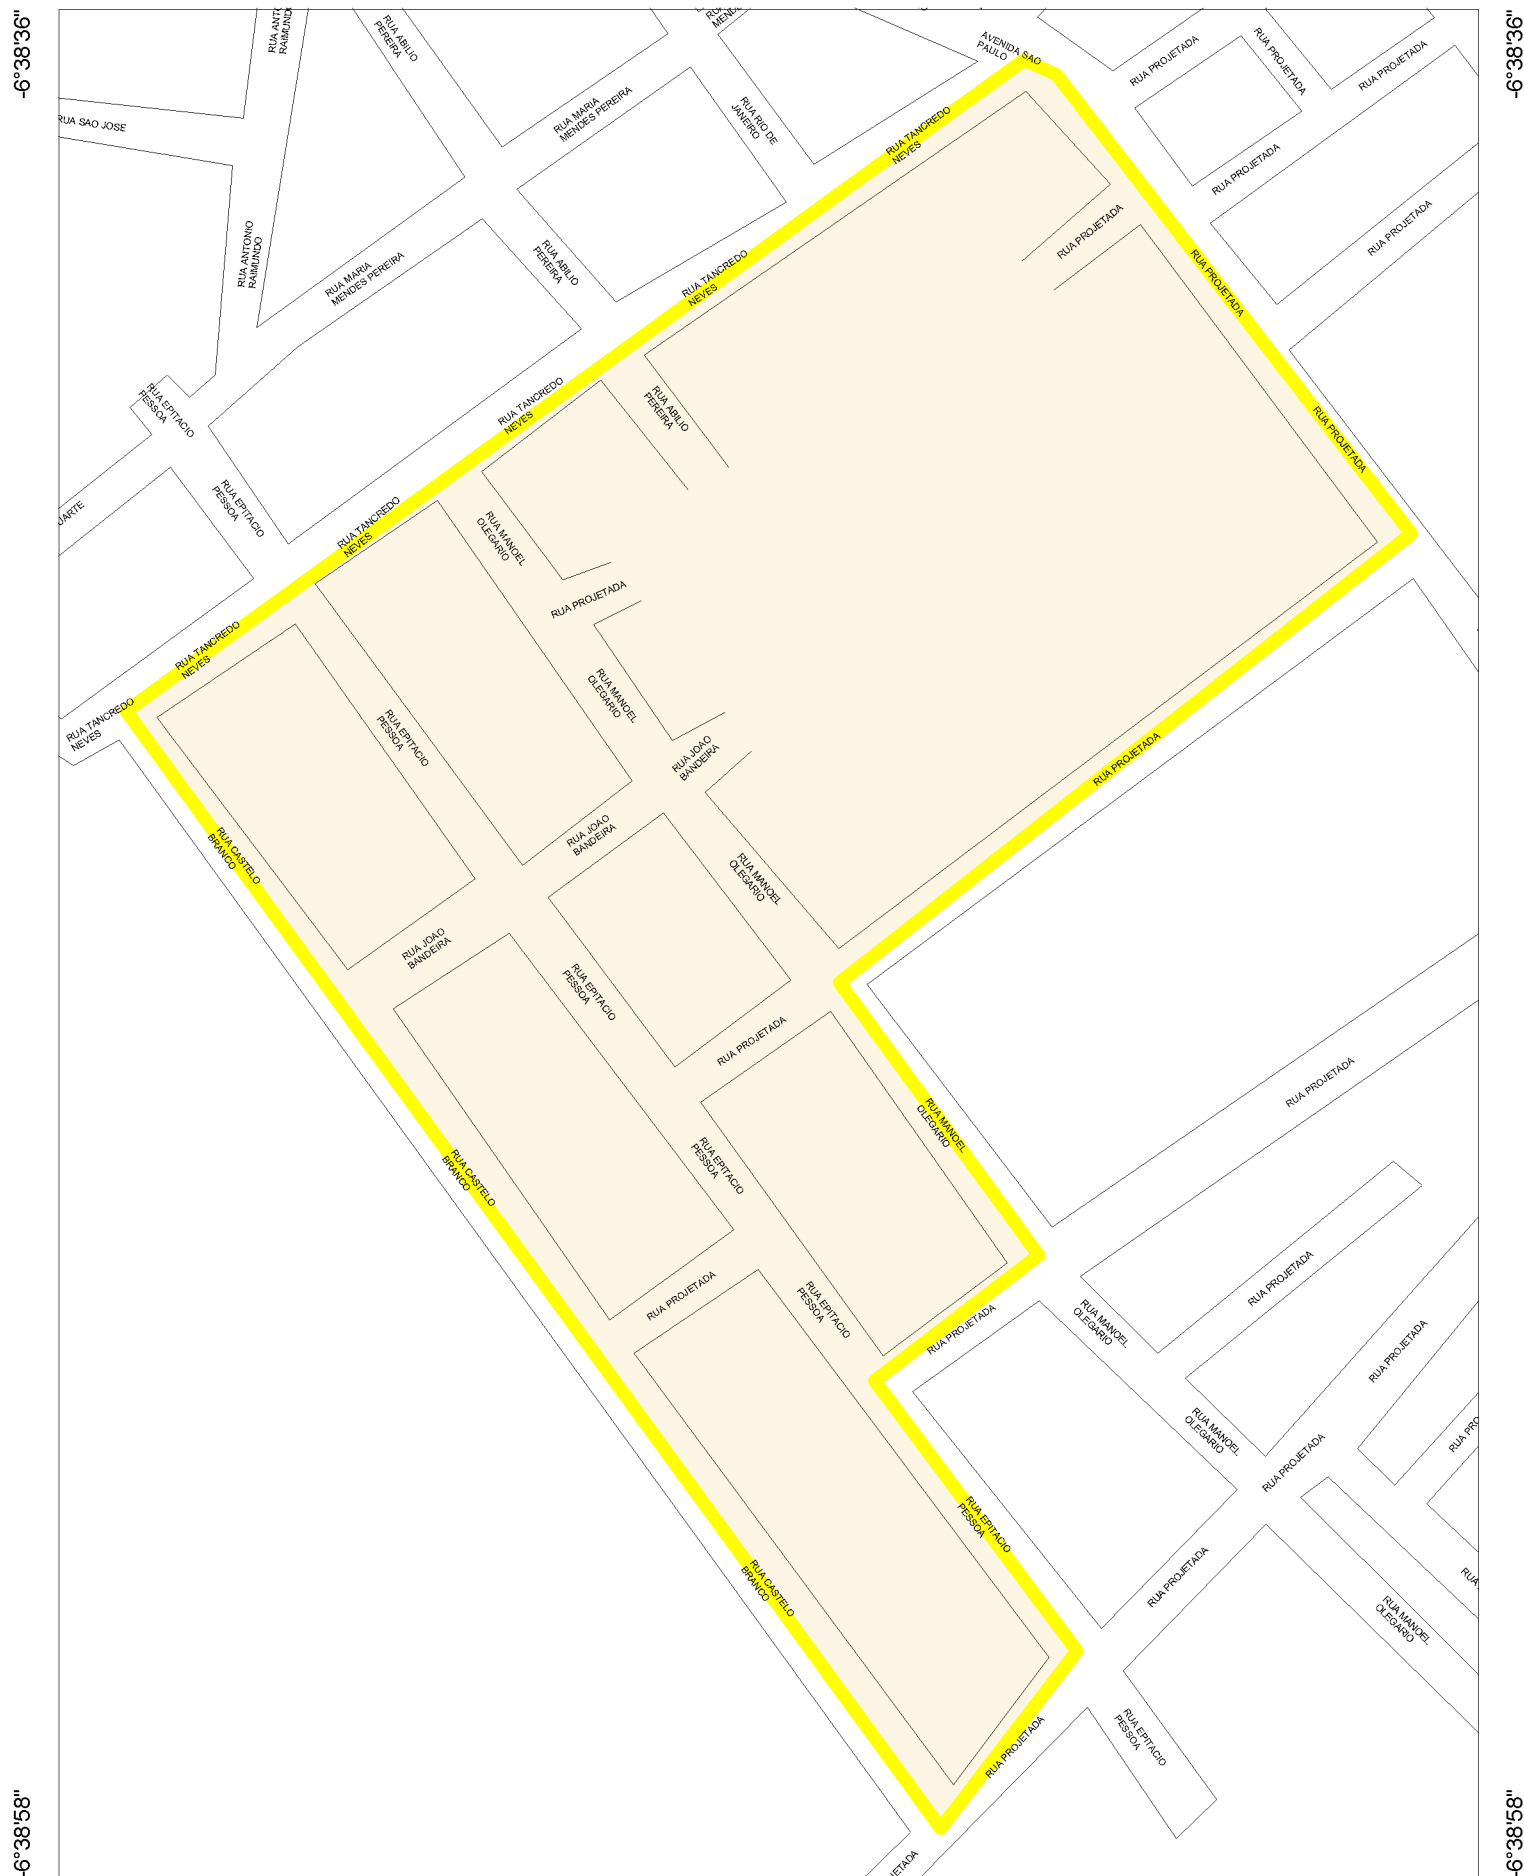 -6°38'36"
-6°38'36"
RUA ABILIO
PEREIRA
AVENIDA SAO
PAULO
RUA PROJETADA
RUA PROJETADA
RUA PROJETADA
RUA SAO JOSE
RUA MARIA
MENDES PEREIRA
RUA RIO DE
JANEIRO
RUA TANCREDO
NEVES
RUA PROJETADA
RUA PROJETADA
RUA PROJETADA
RUA ANTONIO
RAIMUNDO
RUA MARIA
MENDES PEREIRA
RUA ABILIO
PEREIRA
RUA TANCREDO
NEVES
RUA PROJETADA
RUA EPITACIO
PESSOA
RUA TANCREDO
NEVES
RUA ABILIO
PEREIRA
RUA PROJETADA
RUA EPITACIO
PESSOA
RUA TANCREDO
NEVES
RUA MANOEL
OLEGARIO
RUA PROJETADA
RUA TANCREDO
NEVES
RUA MANOEL
OLEGARIO
RUA TANCREDO
NEVES
RUA EPITACIO
PESSOA
RUA JOAO
BANDEIRA
RUA PROJETADA
RUA CASTELO
BRANCO
RUA JOAO
BANDEIRA
RUA MANOEL
OLEGARIO
RUA JOAO
BANDEIRA
RUA EPITACIO
PESSOA
RUA PROJETADA
RUA MANOEL
OLEGARIO
RUA PROJETADA
RUA CASTELO
BRANCO
RUA EPITACIO
PESSOA
RUA PROJETADA
RUA EPITACIO
PESSOA
RUA PROJETADA
RUA MANOEL
OLEGARIO
RUA PROJETADA
RUA PROJETADA
RUA MANOEL
OLEGARIO
RUA PROJETADA
RUA EPITACIO
PESSOA
RUA PROJETADA
RUA CASTELO
BRANCO
RUA MANOEL
OLEGARIO
RUA PROJETADA
RUA EPITACIO
PESSOA
-6°38'58"
-6°38'58"